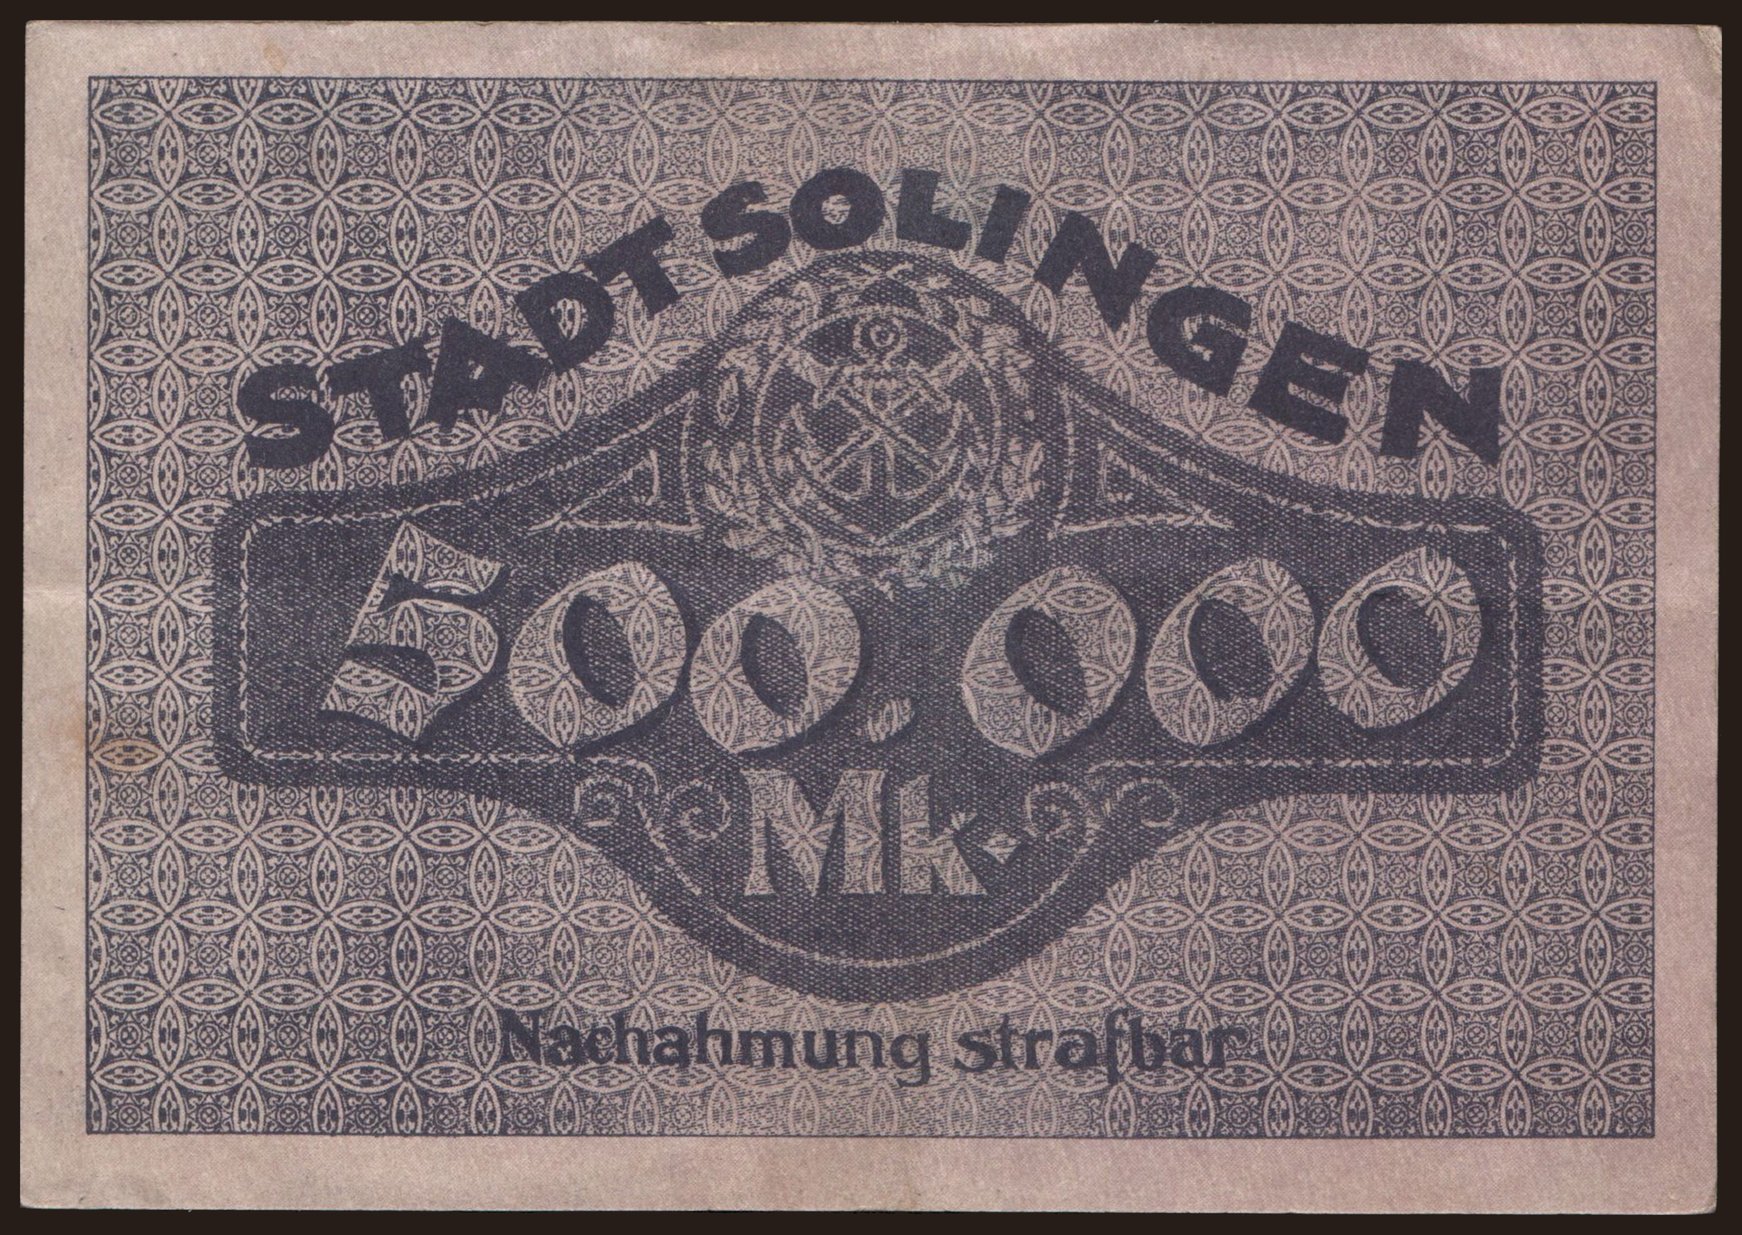 STADT SOLINGEN
500.000
Mk.
Nachahmung strafbar